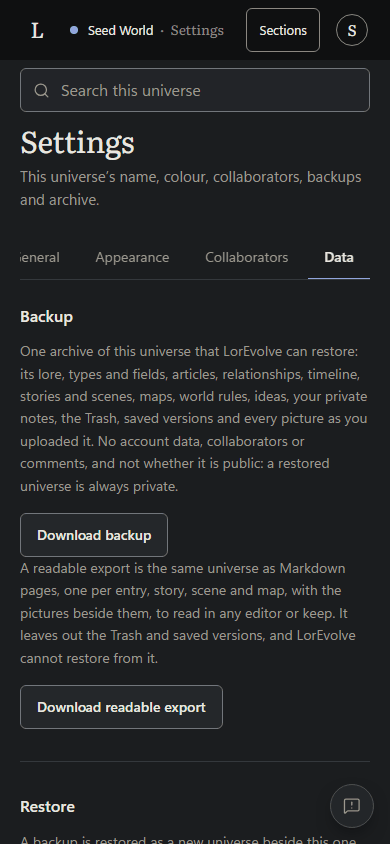 L
Seed World · Settings
Sections
S
Search this universe
Settings
This universe's name, colour, collaborators, backups
and archive.
General Appearance Collaborators Data
Backup
One archive of this universe that LorEvolve can restore:
its lore, types and fields, articles, relationships, timeline,
stories and scenes, maps, world rules, ideas, your private
notes, the Trash, saved versions and every picture as you
uploaded it. No account data, collaborators or
comments, and not whether it is public: a restored
universe is always private.
Download backup
A readable export is the same universe as Markdown
pages, one per entry, story, scene and map, with the
pictures beside them, to read in any editor or keep. It
leaves out the Trash and saved versions, and LorEvolve
cannot restore from it.
Download readable export
Restore
A backup is restored as a new universe beside this one